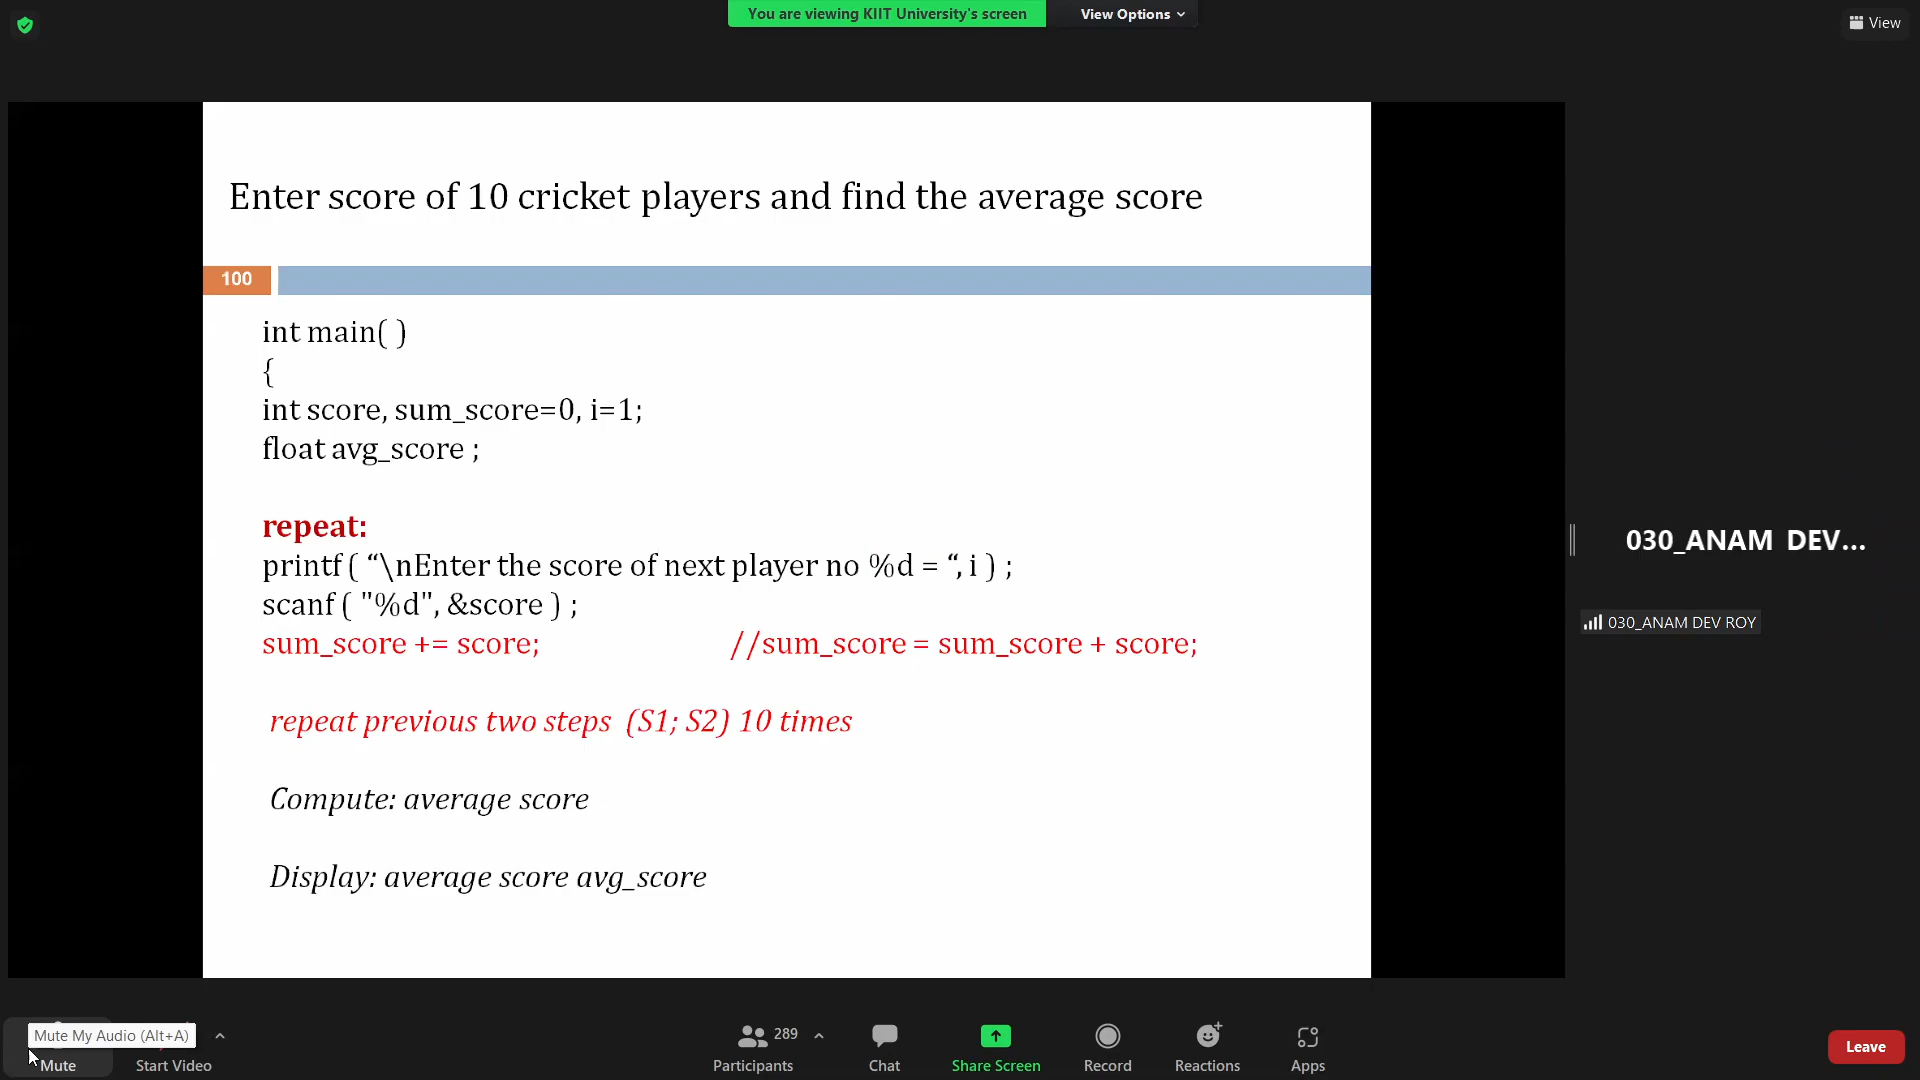 You are viewing KIIT University's screen
View Options
View
Enter score of 10 cricket players and find the average score
100
int main( )
{
int score, sum_score=0, i=1;
float avg_score ;
repeat:
printf ( “\nEnter the score of next player no %d = “, i ) ;
scanf ( "%d", &score ) ;
sum_score += score; //sum_score = sum_score + score;
repeat previous two steps (S1; S2) 10 times
Compute: average score
Display: average score avg_score
030_ANAM DEV...
030_ANAM DEV ROY
Mute My Audio (Alt+A)
Mute
Start Video
289
Participants
Chat
Share Screen
Record
Reactions
Apps
Leave